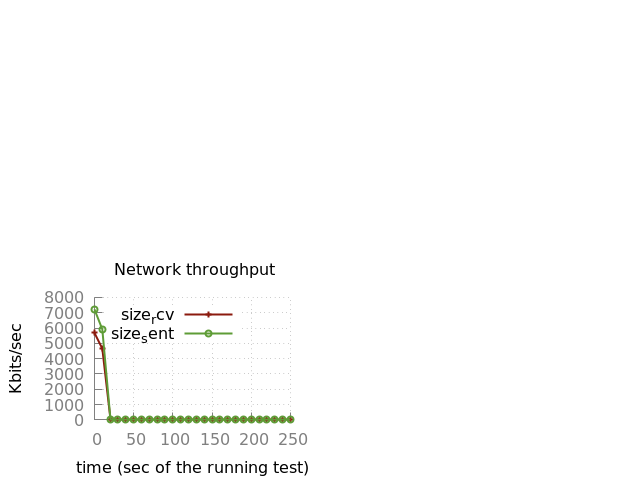 Network throughput
8000
7000
6000
5000
4000
3000
2000
1000
0
Kbits/sec
size_rcv
size_sent
0 50 100 150 200 250
time (sec of the running test)